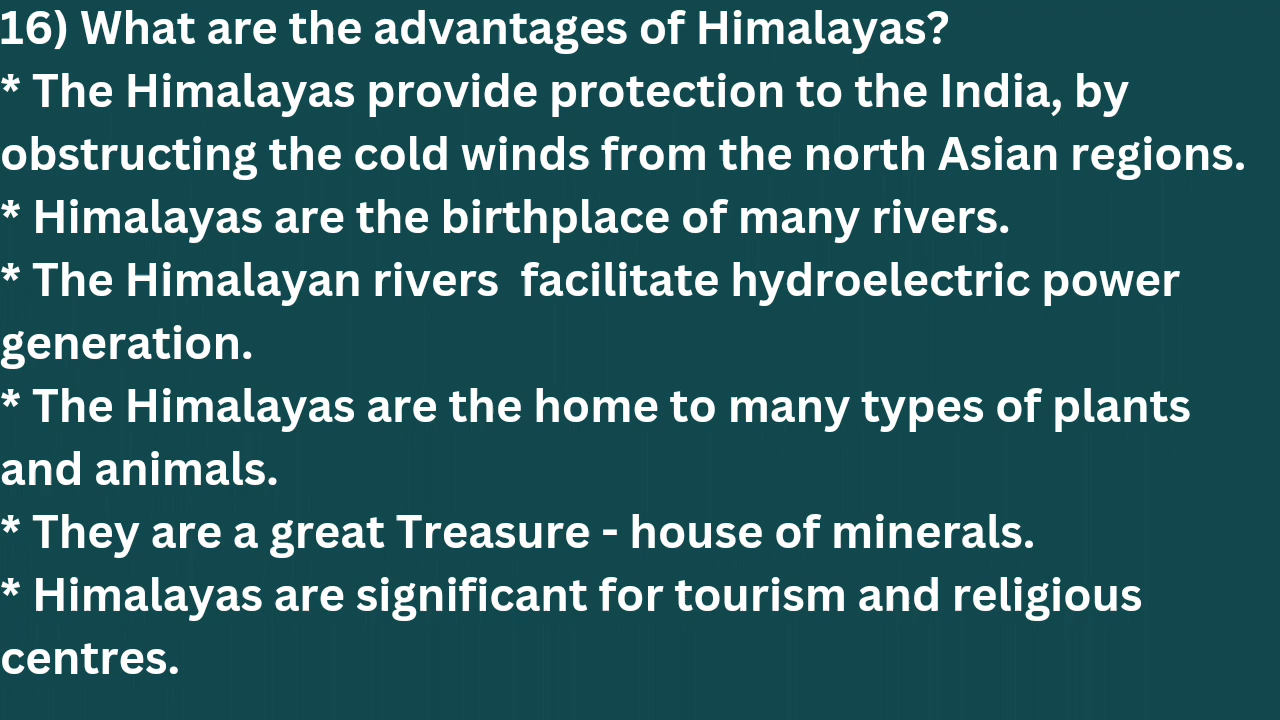 16) What are the advantages of Himalayas?
* The Himalayas provide protection to the India, by
obstructing the cold winds from the north Asian regions.
* Himalayas are the birthplace of many rivers.
* The Himalayan rivers  facilitate hydroelectric power
generation.
* The Himalayas are the home to many types of plants
and animals.
* They are a great Treasure - house of minerals.
* Himalayas are significant for tourism and religious
centres.